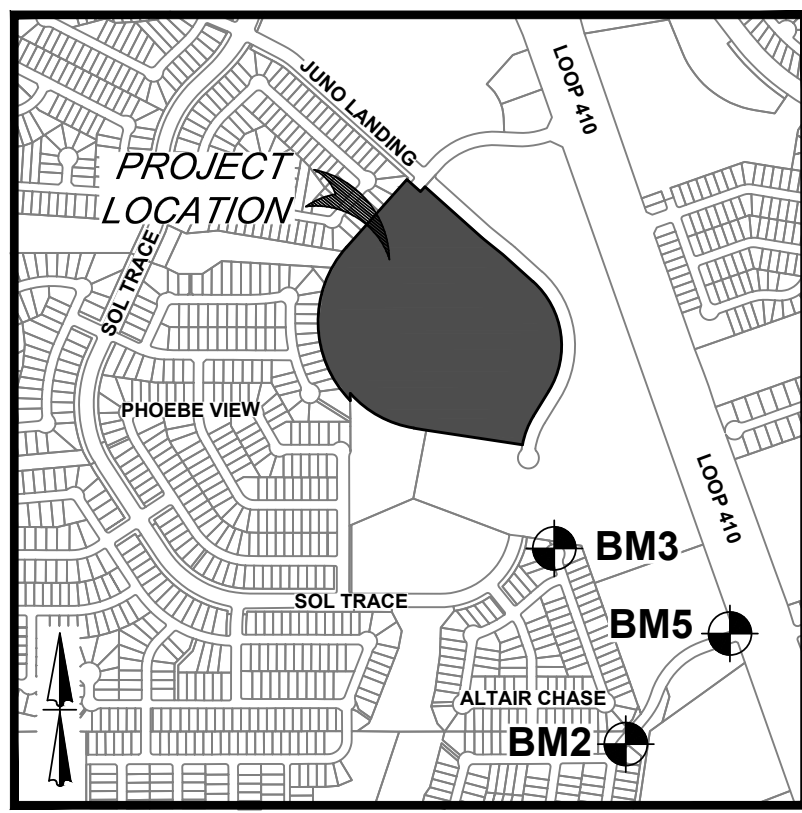 LOOP 410
JUNO LANDING
PROJECT
LOCATION
SOL TRACE
PHOEBE VIEW
LOOP 410
BM3
SOL TRACE
BM5
ALTAIR CHASE
BM2